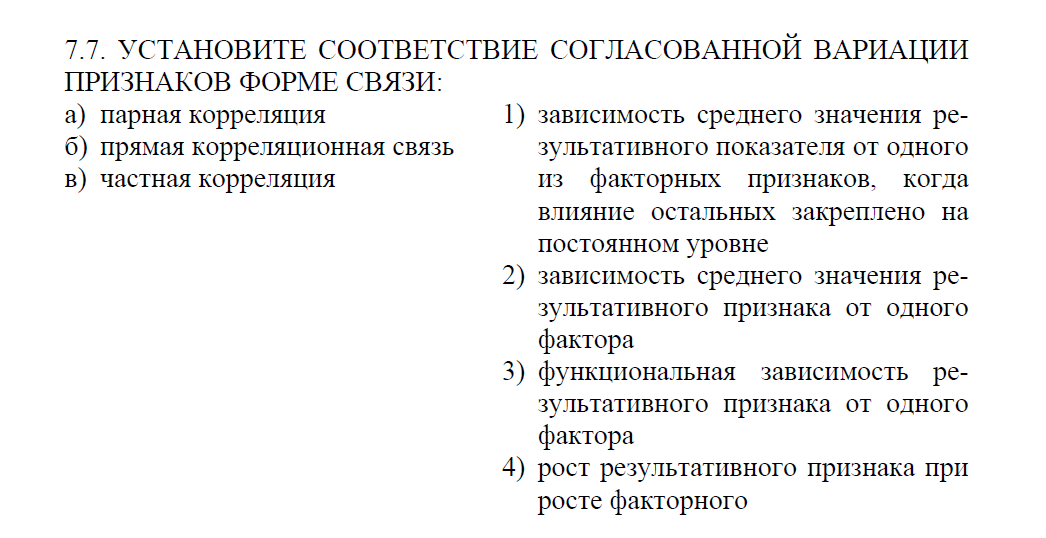 7.7. УСТАНОВИТЕ СООТВЕТСТВИЕ СОГЛАСОВАННОЙ ВАРИАЦИИ
ПРИЗНАКОВ ФОРМЕ СВЯЗИ:
а) парная корреляция
б) прямая корреляционная связь
в) частная корреляция
1) зависимость среднего значения ре-
зультативного показателя от одного
из факторных признаков, когда
влияние остальных закреплено на
постоянном уровне
2) зависимость среднего значения ре-
зультативного признака от одного
фактора
3) функциональная зависимость ре-
зультативного признака от одного
фактора
4) рост результативного признака при
росте факторного